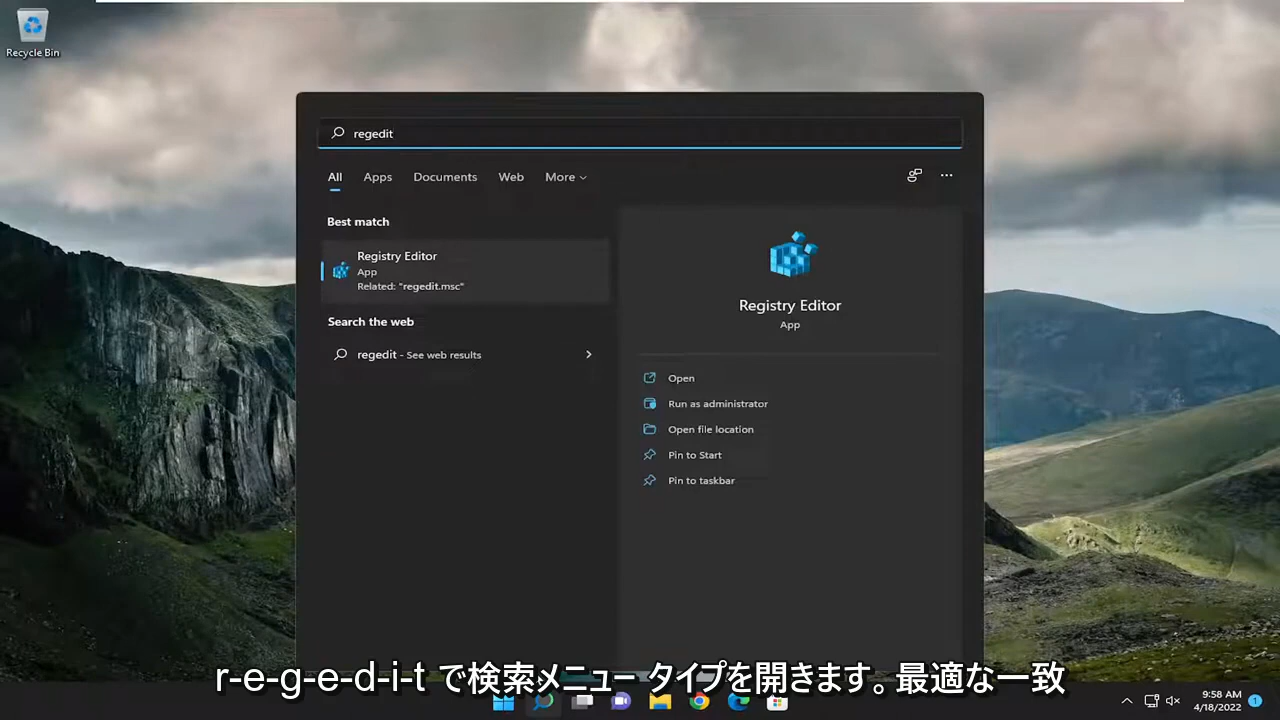 Recycle Bin
regedit
All Apps Documents Web More
Best match
Registry Editor
App
Related: "regedit.msc"
Search the web
regedit - See web results
Registry Editor
App
Open
Run as administrator
Open file location
Pin to Start
Pin to taskbar
r-e-g-e-d-i-t で検索メニュー タイプを開きます。最適な一致
9:58 AM
4/18/2022
1